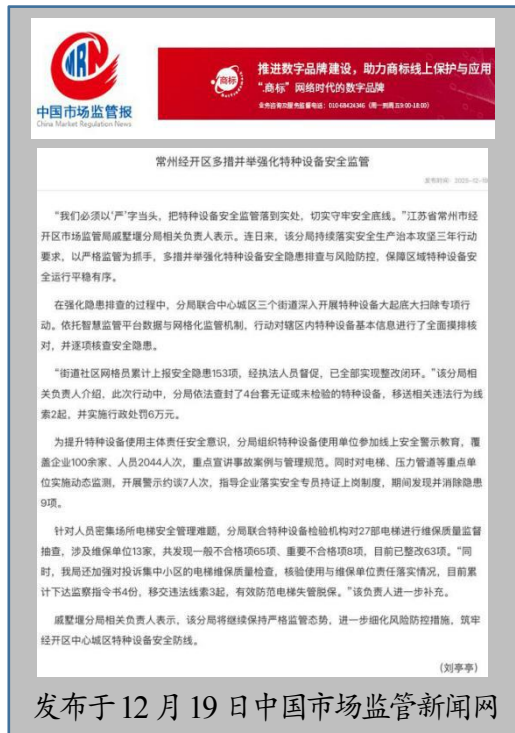 MRN
中国市场监管报
China Market Regulation News
商标
推进数字品牌建设，助力商标线上保护与应用
“.商标” 网络时代的数字品牌
业务咨询及服务监督电话：010-68424346（周一到周五9:00-18:00）
常州经开区多措并举强化特种设备安全监管
发布时间：2025-12-19
“我们必须以‘严’字当头，把特种设备安全监管落到实处，切实守牢安全底线。”江苏省常州市经
开区市场监管局戚墅堰分局相关负责人表示。连日来，该分局持续落实安全生产治本攻坚三年行动
要求，以严格监管为抓手，多措并举强化特种设备安全隐患排查与风险防控，保障区域特种设备安
全运行平稳有序。
在强化隐患排查的过程中，分局联合中心城区三个街道深入开展特种设备大起底大扫除专项行
动。依托智慧监管平台数据与网格化监管机制，行动对辖区内特种设备基本信息进行了全面摸排核
对，并逐项核查安全隐患。
“街道社区网格员累计上报安全隐患153项，经执法人员督促，已全部实现整改闭环。”该分局相
关负责人介绍，此次行动中，分局依法查封了4台套无证或未检验的特种设备，移送相关违法行为线
索2起，并实施行政处罚6万元。
为提升特种设备使用主体责任安全意识，分局组织特种设备使用单位参加线上安全警示教育，覆
盖企业100余家、人员2044人次，重点宣讲事故案例与管理规范。同时对电梯、压力管道等重点单
位实施动态监测，开展警示约谈7人次，指导企业落实安全专员持证上岗制度，期间发现并消除隐患
9项。
针对人员密集场所电梯安全管理难题，分局联合特种设备检验机构对27部电梯进行维保质量监督
抽查，涉及维保单位13家，共发现一般不合格项65项、重要不合格项8项，目前已整改63项。“同
时，我局还加强对投诉集中小区的电梯维保质量检查，核验使用与维保单位责任落实情况，目前累
计下达监察指令书4份，移交违法线索3起，有效防范电梯失管脱保。”该负责人进一步补充。
戚墅堰分局相关负责人表示，该分局将继续保持严格监管态势，进一步细化风险防控措施，筑牢
经开区中心城区特种设备安全防线。
（刘亭亭）
发布于 12 月 19 日中国市场监管新闻网